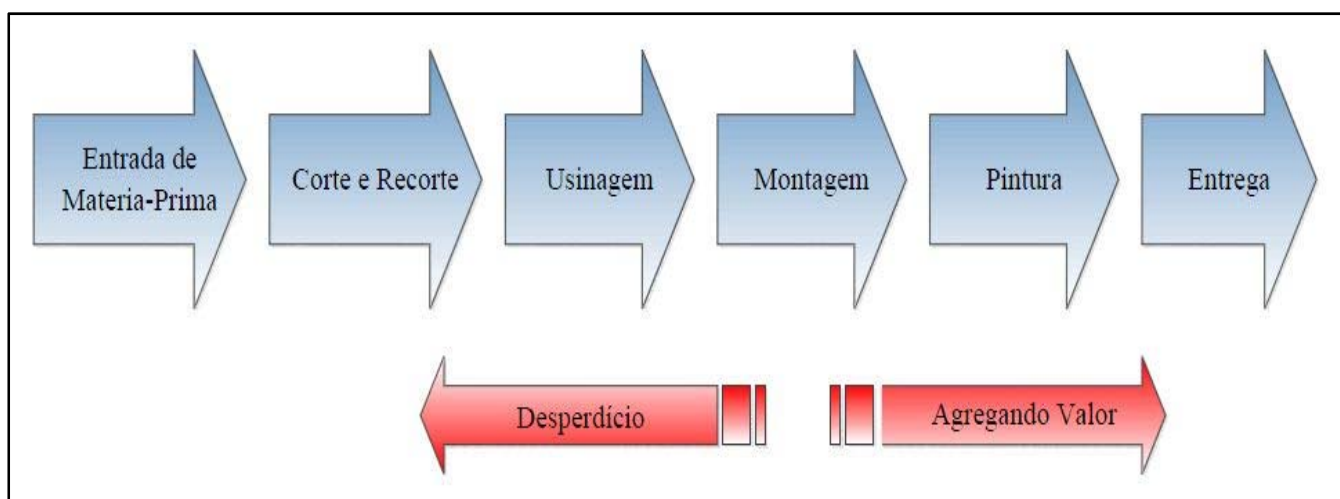 Entrada de
Materia-Prima
Corte e Recorte
Usinagem
Montagem
Pintura
Entrega
Desperdício
Agregando Valor